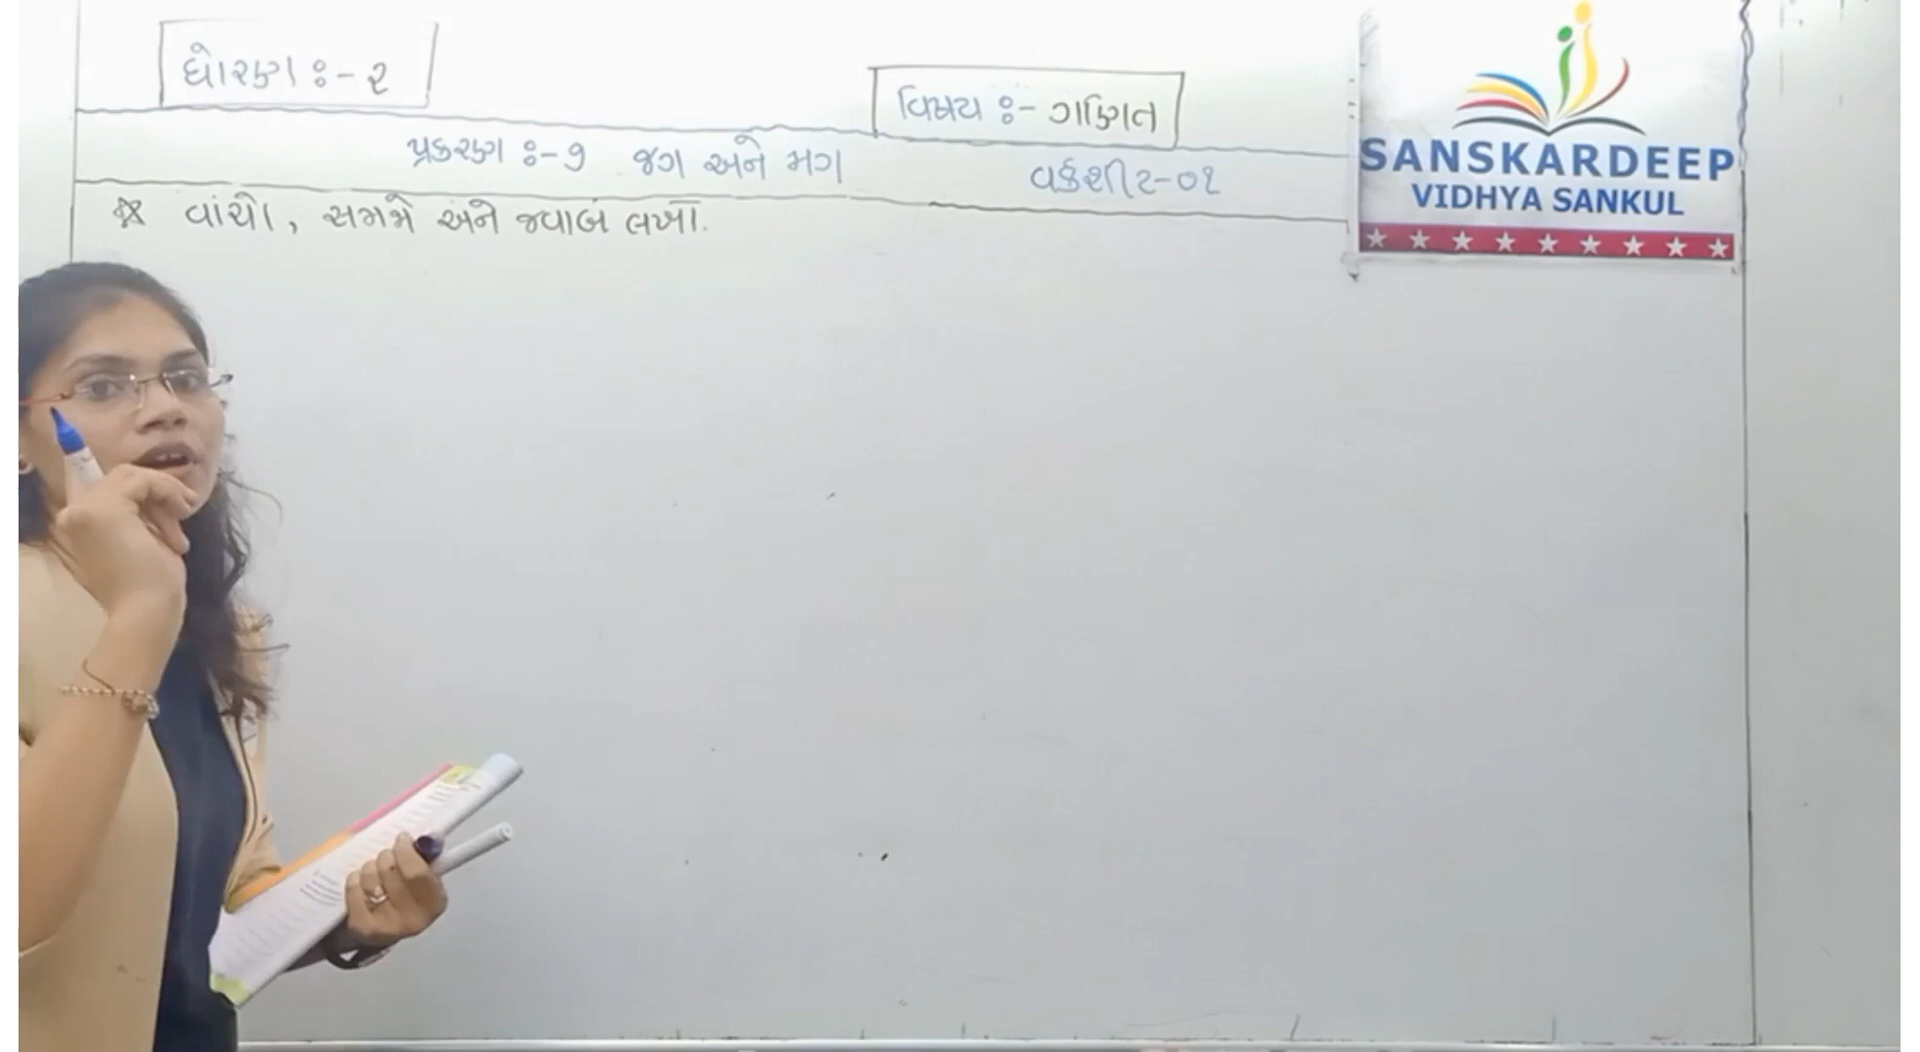 ધોરણ :- ૨
વિષય :- ગણિત
પ્રકરણ :- ૭ જગ અને મગ
વર્કશીટ-૦૧
☆ વાંચો, સમજો અને જવાબ લખો.
SANSKARDEEP
VIDHYA SANKUL